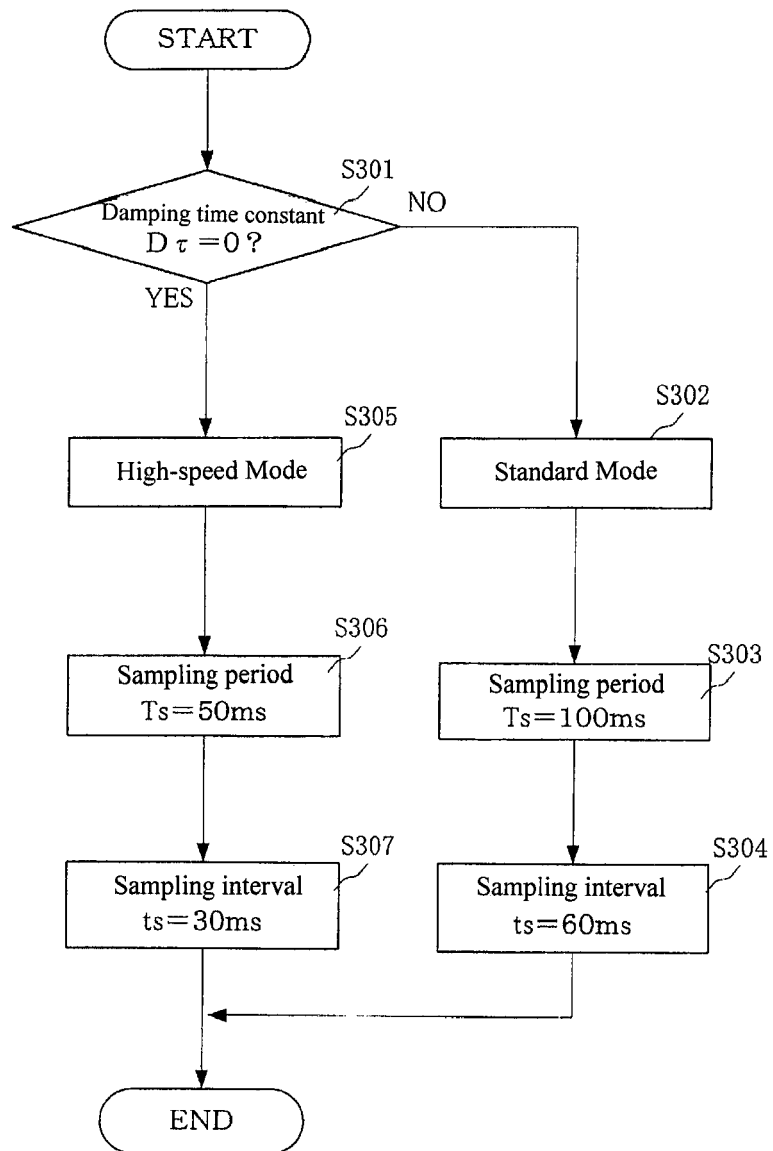 START
S301
Damping time constant
D τ =0 ?
NO
YES
S305
High-speed Mode
S302
Standard Mode
S306
Sampling period
Ts=50ms
S303
Sampling period
Ts=100ms
S307
Sampling interval
ts=30ms
S304
Sampling interval
ts=60ms
END